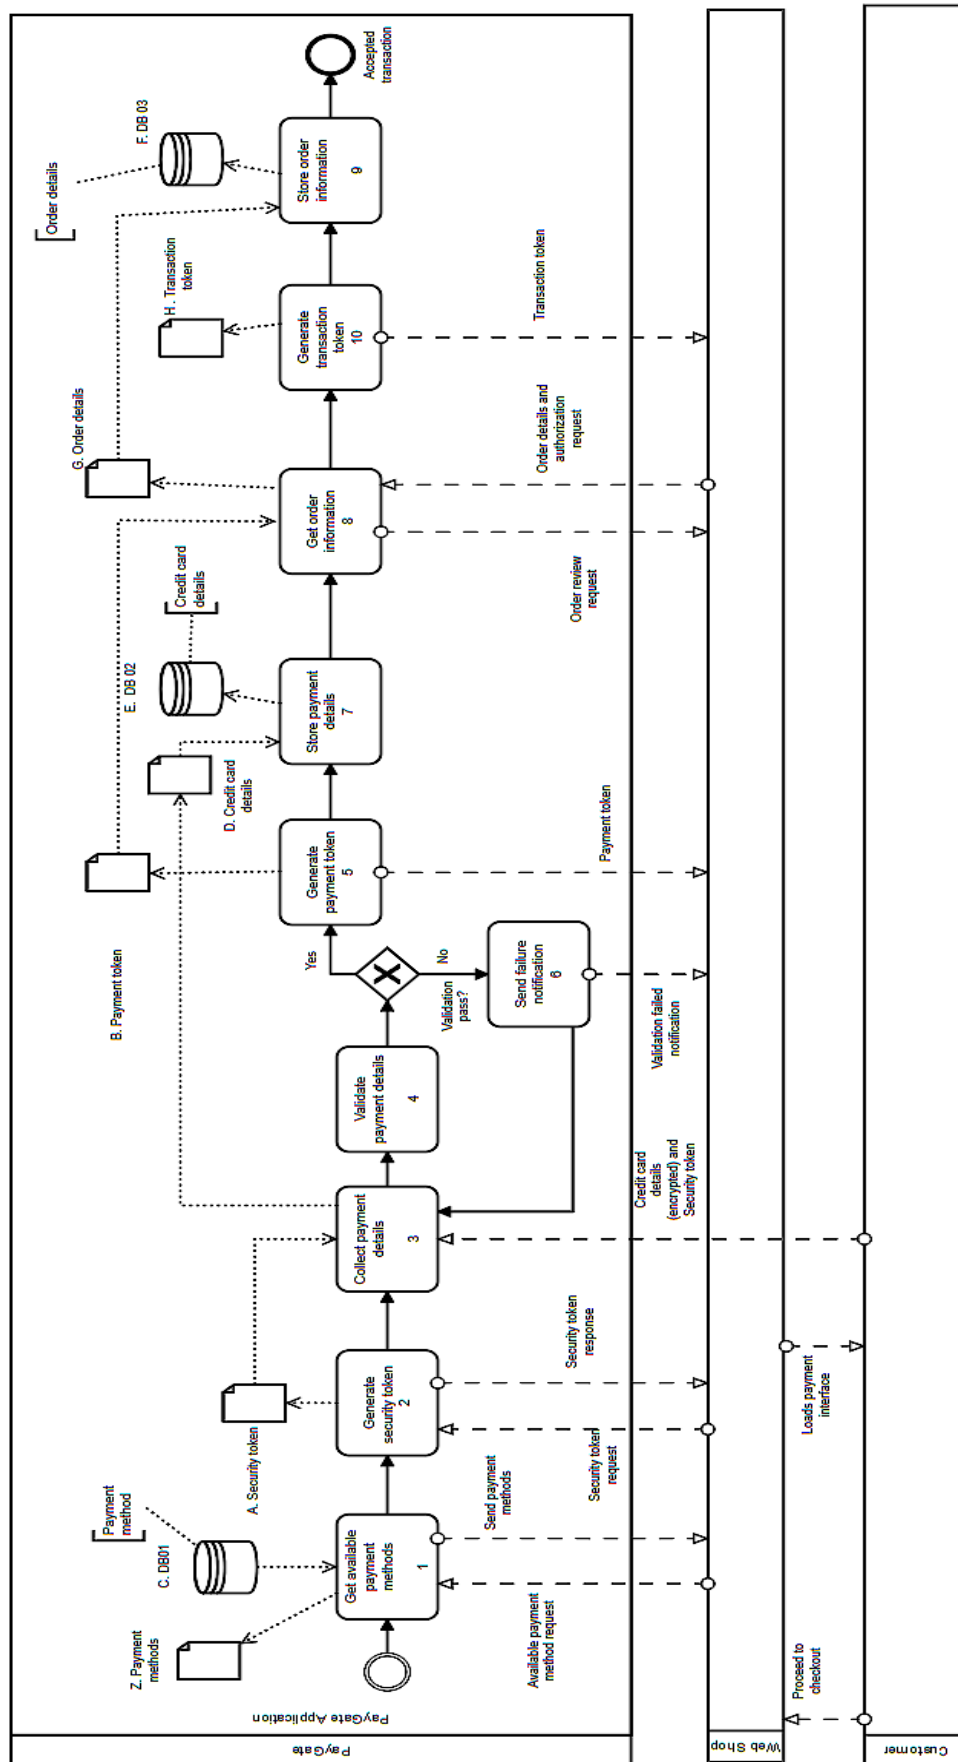 PayGate
PayGate Application
Z. Payment
methods
C. DB01
Payment
method
Get available
payment
methods
1
Available payment
method request
Send payment
methods
A. Security token
Generate
security token
2
Security token
request
Security token
response
Collect payment
details
3
Credit card
details
(encrypted) and
Security token
Validate
payment details
4
Validation
pass?
Yes
No
Send failure
notification
6
Validation failed
notification
B. Payment token
Generate
payment token
5
Payment token
D. Credit card
details
E. DB 02
Credit card
details
Store payment
details
7
Get order
information
8
Order review
request
Order details and
authorization
request
G. Order details
H . Transaction
token
Generate
transaction
token
10
Transaction token
Order details
F. DB 03
Store order
information
9
Accepted
transaction
Web Shop
Proceed to
checkout
Loads payment
interface
Customer